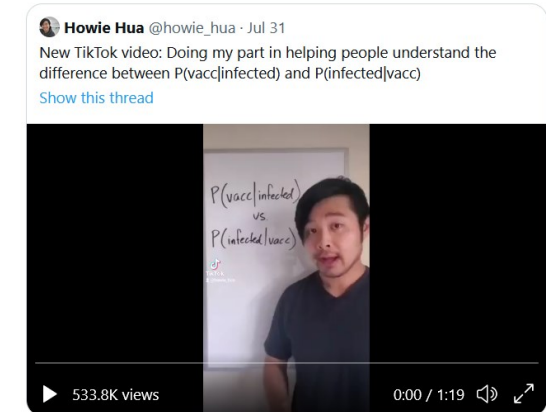 Howie Hua @howie_hua · Jul 31
New TikTok video: Doing my part in helping people understand the
difference between P(vacc|infected) and P(infected|vacc)
Show this thread
P(vacc|infected)
vs.
P(infected|vacc)
533.8K views
0:00 / 1:19